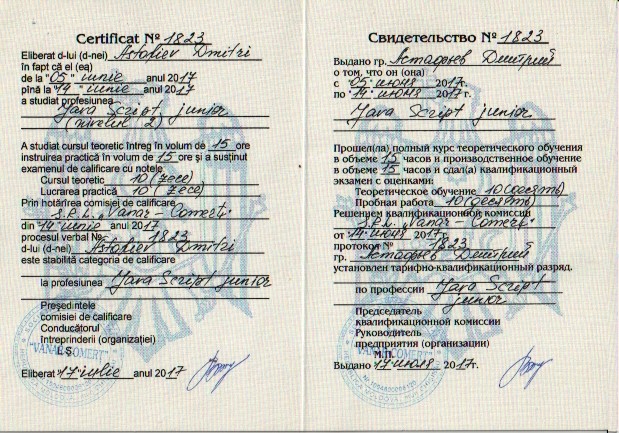 Certificat № 1823
Eliberat d-lui (d-nei) Astafiev Dmitri
în fapt că el (ea)
de la "05" iunie anul 2017
pînă la "14" iunie anul 2017
a studiat profesiunea
Java Script junior
(nivelul 2)
A studiat cursul teoretic întreg în volum de 15 ore
instruirea practică în volum de 15 ore și a susținut
examenul de calificare cu notele:
Cursul teoretic 10 (zece)
Lucrarea practică 10 (zece)
Prin hotărîrea comisiei de calificare
S.R.L. "Vanar-Comerț"
din 14 iunie anul 2017
procesul verbal № 1823
d-lui (d-nei) Astafiev Dmitri
este stabilită categoria de calificare
la profesiunea Java Script junior
Președintele
comisiei de calificare
Conducătorul
întreprinderii (organizației)
L.Ș.
"VANAR-COMERT"
Eliberat 17 iulie anul 2017
Свидетельство № 1823
Выдано гр. Астафьев Дмитрий
о том, что он (она)
с "05" июня 2017г.
по "14" июня 2017г.
Java Script junior
Прошел(ла) полный курс теоретического обучения
в объеме 15 часов и производственное обучение
в объеме 15 часов и сдал(а) квалификационный
экзамен с оценками:
Теоретическое обучение 10 (десять)
Пробная работа 10 (десять)
Решением квалификационной комиссии
S.R.L. "Vanar-Comerț"
от "14" июня 2017г.
протокол № 1823
гр. Астафьев Дмитрий
установлен тарифно-квалификационный разряд.
по профессии Java Script
junior
Председатель
квалификационной комиссии
Руководитель
предприятия (организации)
М.П.
Выдано 17 июля 2017г.